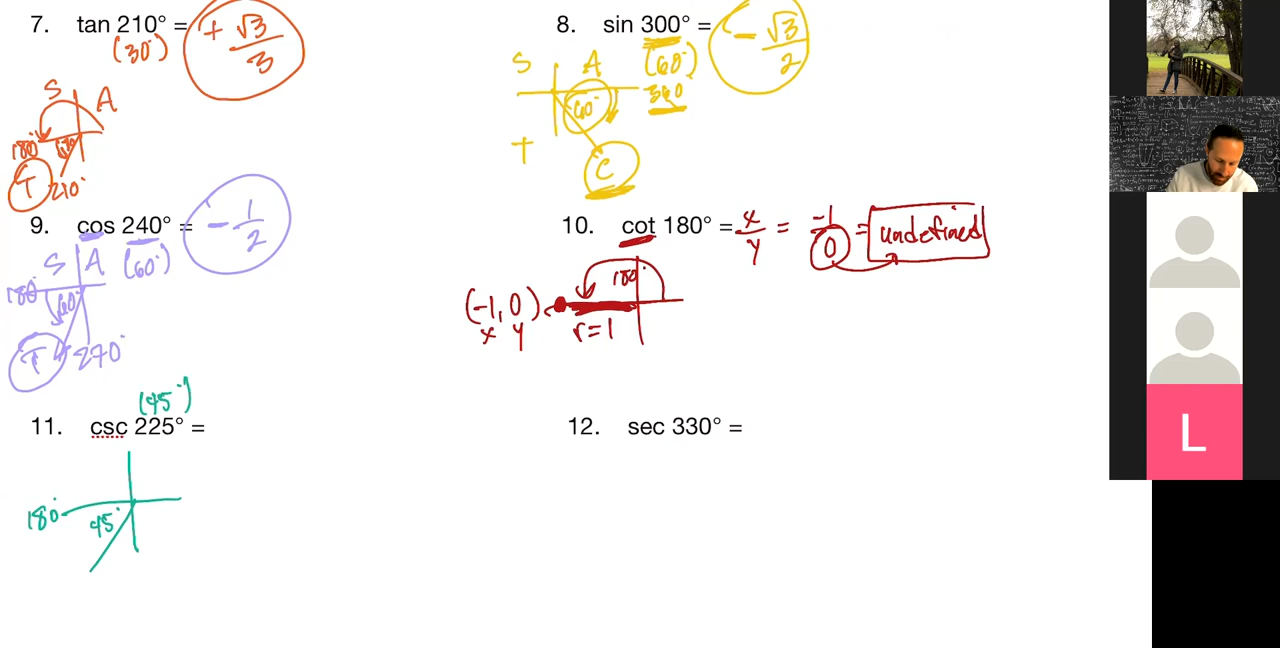 7. tan 210° = + √3/3
(30°)
S A
180° 30°
T 210°
8. sin 300° = - √3/2
S A (60°)
60° 360
T C
9. cos 240° = - 1/2
S A (60°)
180 60°
T 270°
10. cot 180° = x/y = -1/0 = undefined
180°
(-1, 0)
x y r=1
(45°)
11. csc 225° =
180° 45°
12. sec 330° =
L